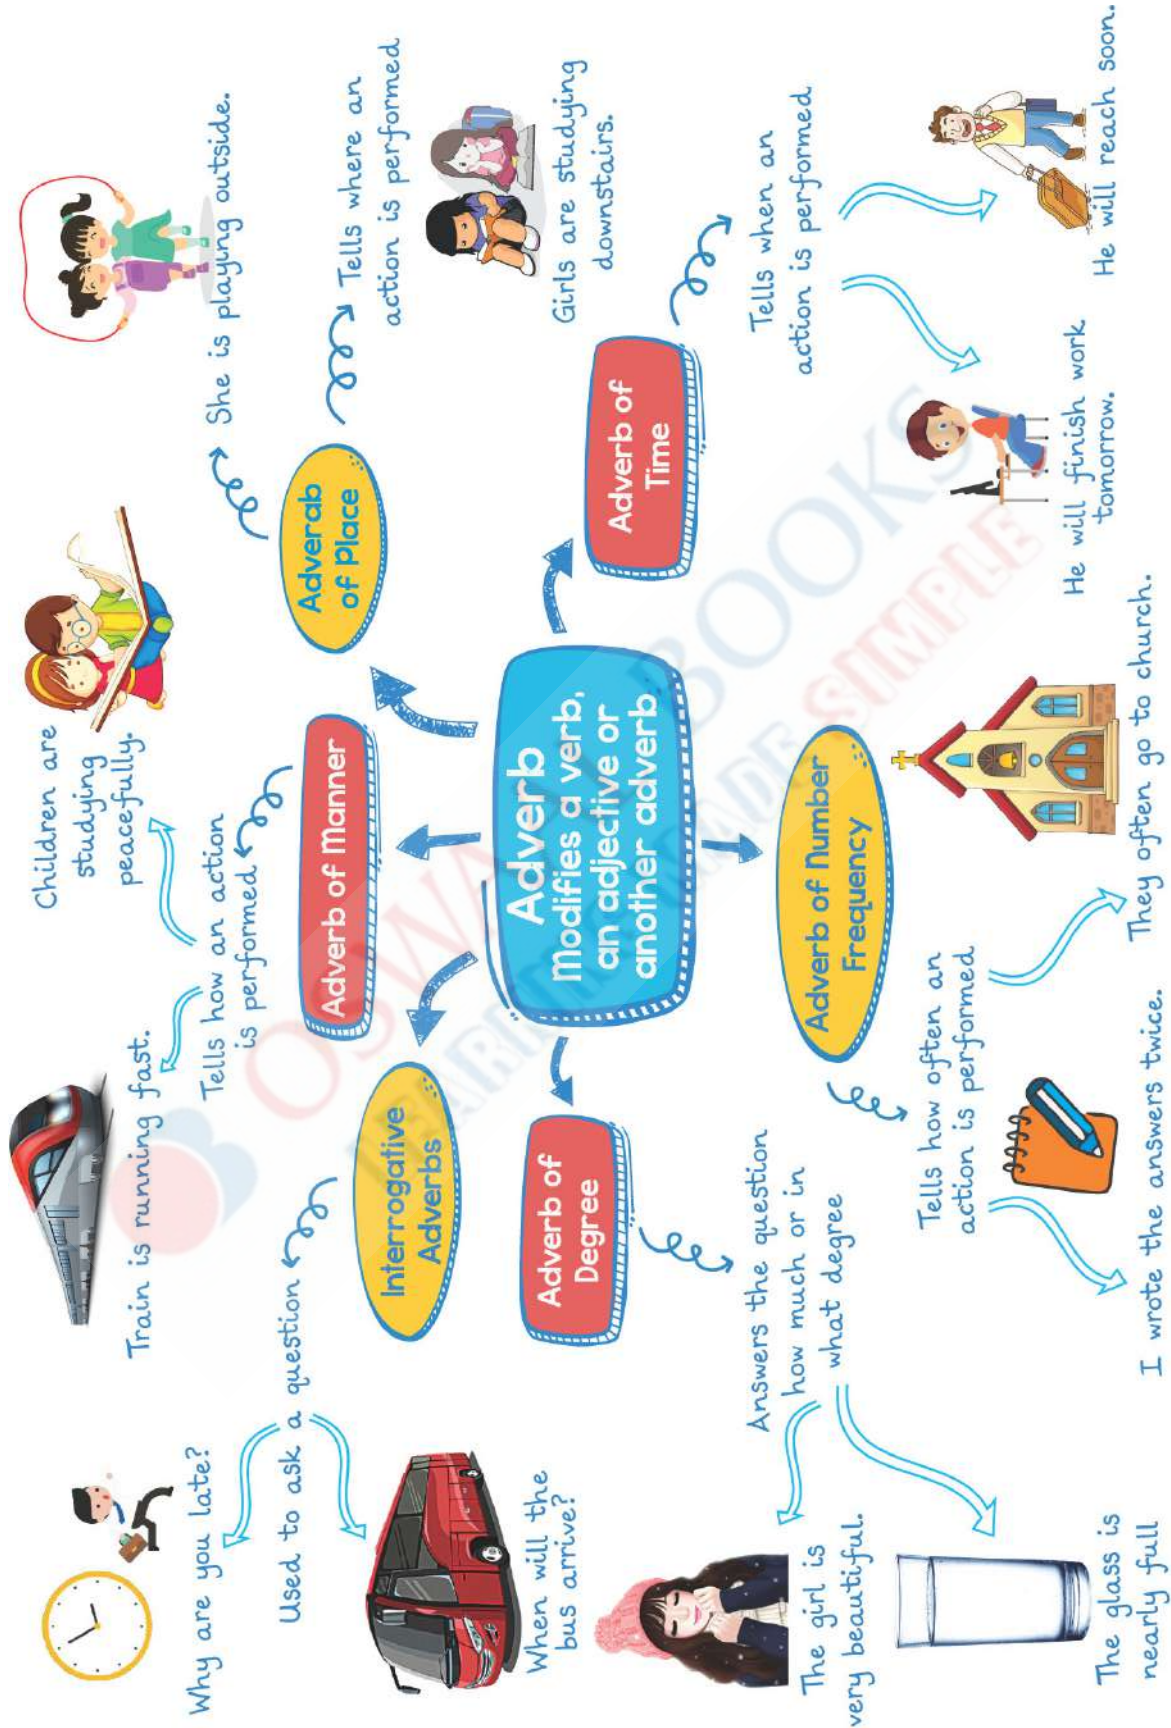 Adverb
Modifies a verb,
an adjective or
another adverb
Interrogative
Adverbs
Used to ask a question
Why are you late?
When will the
bus arrive?
Adverb of Manner
Tells how an action
is performed
Train is running fast.
Children are
studying
peacefully.
Adverab
of Place
She is playing outside.
Tells where an
action is performed
Girls are studying
downstairs.
Adverb of
Time
Tells when an
action is performed
He will finish work
tomorrow.
He will reach soon.
Adverb of Number
Frequency
Tells how often an
action is performed
I wrote the answers twice.
They often go to church.
Adverb of
Degree
Answers the question
how much or in
what degree
The girl is
very beautiful.
The glass is
nearly full
OSWAAL BOOKS
LEARNING MADE SIMPLE